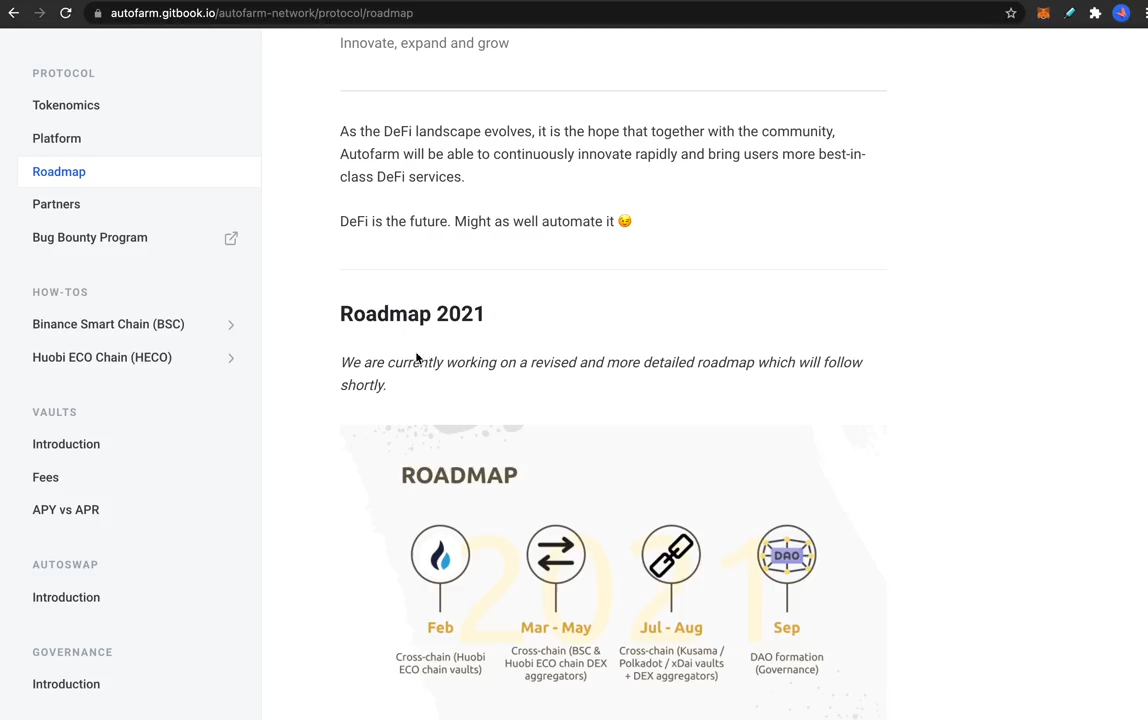 autofarm.gitbook.io/autofarm-network/protocol/roadmap
PROTOCOL
Tokenomics
Platform
Roadmap
Partners
Bug Bounty Program
HOW-TOS
Binance Smart Chain (BSC)
Huobi ECO Chain (HECO)
VAULTS
Introduction
Fees
APY vs APR
AUTOSWAP
Introduction
GOVERNANCE
Introduction
Innovate, expand and grow
As the DeFi landscape evolves, it is the hope that together with the community,
Autofarm will be able to continuously innovate rapidly and bring users more best-in-
class DeFi services.
DeFi is the future. Might as well automate it 😉
Roadmap 2021
We are currently working on a revised and more detailed roadmap which will follow
shortly.
ROADMAP
2021
DAO
Feb
Cross-chain (Huobi
ECO chain vaults)
Mar - May
Cross-chain (BSC &
Huobi ECO chain DEX
aggregators)
Jul - Aug
Cross-chain (Kusama /
Polkadot / xDai vaults
+ DEX aggregators)
Sep
DAO formation
(Governance)